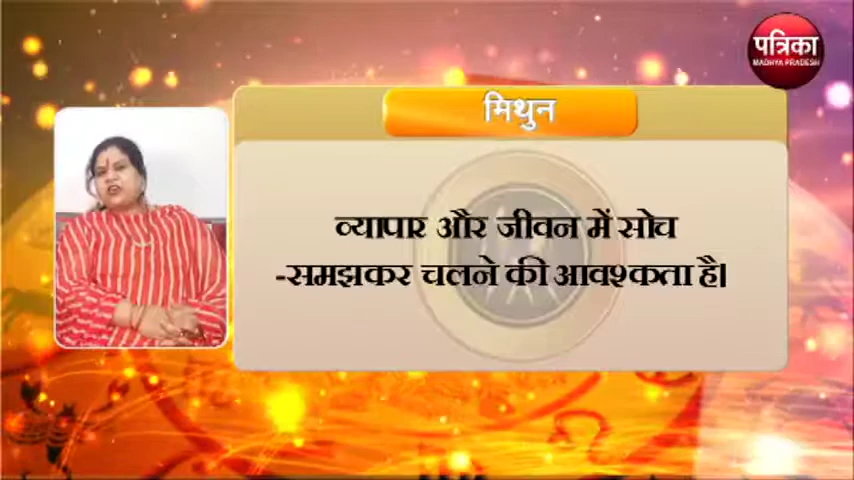 पत्रिका
MADHYA PRADESH
मिथुन
व्यापार और जीवन में सोच
-समझकर चलने की आवश्कता है।